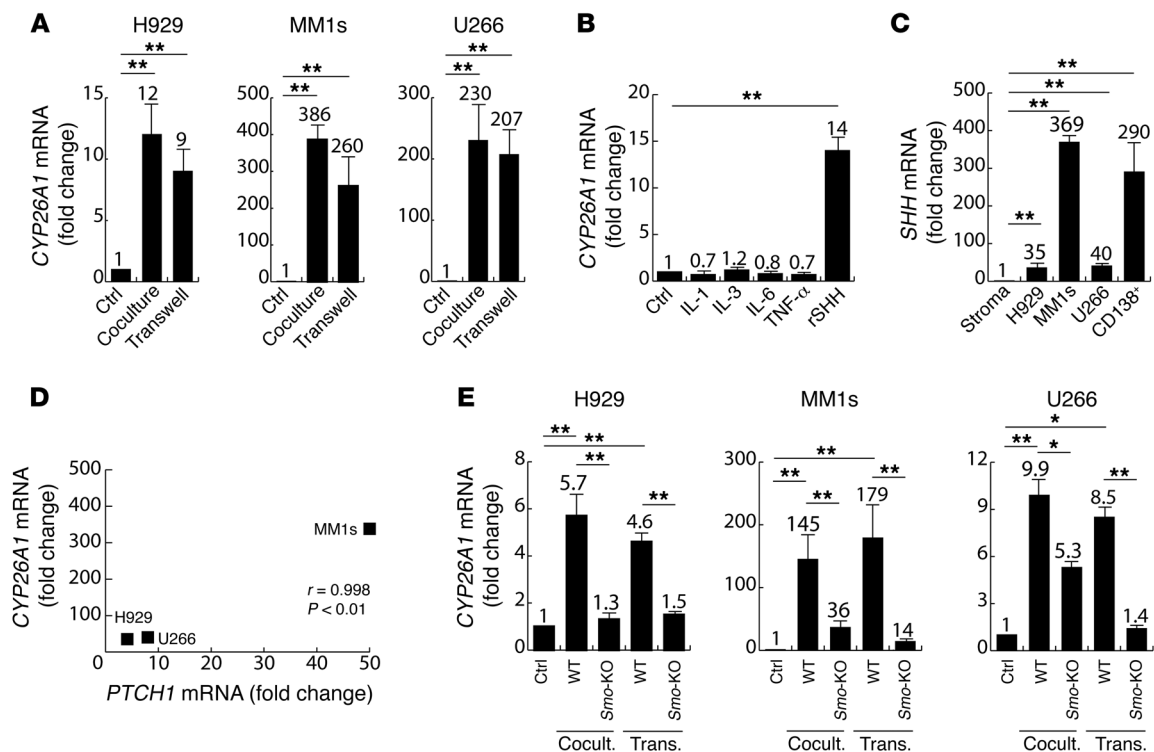 A
H929
CYP26A1 mRNA
(fold change)
15
10
5
0
**
**
1
12
9
Ctrl
Coculture
Transwell
MM1s
500
400
300
200
100
0
**
**
1
386
260
Ctrl
Coculture
Transwell
U266
300
200
100
0
**
**
1
230
207
Ctrl
Coculture
Transwell
B
CYP26A1 mRNA
(fold change)
20
15
10
5
0
**
1
0.7
1.2
0.8
0.7
14
Ctrl
IL-1
IL-3
IL-6
TNF-α
rSHH
C
SHH mRNA
(fold change)
500
400
300
200
100
0
**
**
**
**
1
35
369
40
290
Stroma
H929
MM1s
U266
CD138+
D
CYP26A1 mRNA
(fold change)
500
400
300
200
100
MM1s
r = 0.998
P < 0.01
H929
U266
0
10
20
30
40
50
PTCH1 mRNA (fold change)
E
H929
CYP26A1 mRNA
(fold change)
8
6
4
2
0
**
**
**
**
1
5.7
1.3
4.6
1.5
Ctrl
WT
Smo-KO
WT
Smo-KO
Cocult.
Trans.
MM1s
300
200
100
0
**
**
**
**
1
145
36
179
14
Ctrl
WT
Smo-KO
WT
Smo-KO
Cocult.
Trans.
U266
12
9
6
3
0
*
**
*
**
1
9.9
5.3
8.5
1.4
Ctrl
WT
Smo-KO
WT
Smo-KO
Cocult.
Trans.